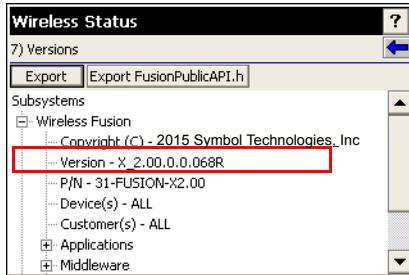 Wireless Status ?
7) Versions
Export Export FusionPublicAPI.h
Subsystems
Wireless Fusion
Copyright (C) - 2015 Symbol Technologies, Inc
Version - X_2.00.0.0.068R
P/N - 31-FUSION-X2.00
Device(s) - ALL
Customer(s) - ALL
Applications
Middleware